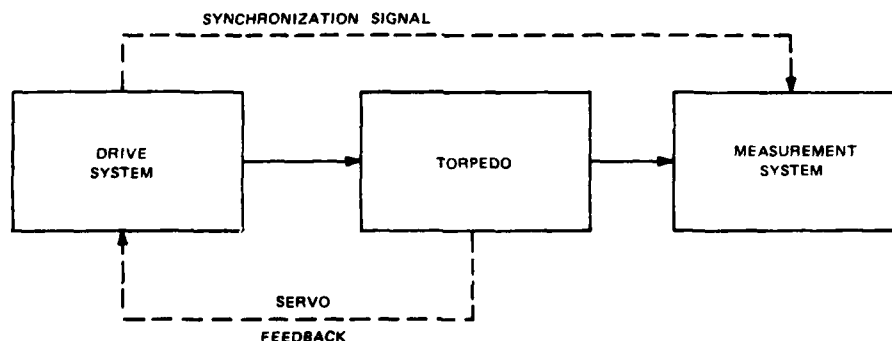 SYNCHRONIZATION SIGNAL
DRIVE
SYSTEM
TORPEDO
MEASUREMENT
SYSTEM
SERVO
FEEDBACK